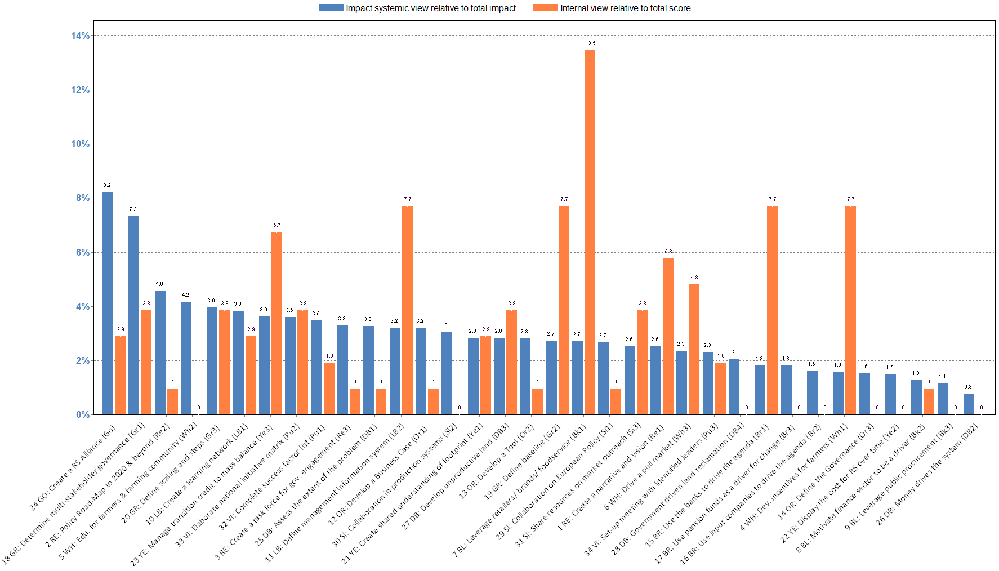 Impact systemic view relative to total impact
Internal view relative to total score
14%
12%
10%
8%
6%
4%
2%
0%
8.2
2.9
7.3
3.8
4.6
1
4.2
0
3.9
3.8
3.8
2.9
3.6
6.7
3.6
3.8
3.5
1.9
3.3
1
3.3
1
3.2
7.7
3.2
1
3
0
2.8
2.9
2.8
3.8
2.8
1
2.7
7.7
2.7
13.5
2.7
1
2.5
3.8
2.5
5.8
2.3
4.8
2.3
1.9
2
0
1.8
7.7
1.8
0
1.6
0
1.6
7.7
1.5
0
1.5
0
1.3
1
1.1
0
0.8
0
24 GO: Create a RS Alliance (Go)
18 GR: Determine multi-stakeholder governance (Gr1)
2 RE: Policy Road-Map to 2020 & beyond (Re2)
5 WH: Edu. for farmers & farming community (Wh2)
20 GR: Define scaling and steps (Gr3)
10 LB: Create a learning network (LB1)
23 YE: Manage transition credit to mass balance (Ye3)
33 VI: Elaborate national initiative matrix (Pu2)
32 VI: Complete success factor list (Pu1)
3 RE: Create a task force for gov. engagement (Re3)
25 DB: Assess the extent of the problem (DB1)
11 LB: Define management information system (LB2)
12 OR: Develop a Business Case (Or1)
30 SI: Collaboration in production systems (Si2)
21 YE: Create shared understanding of footprint (Ye1)
27 DB: Develop unproductive land (DB3)
13 OR: Develop a Tool (Or2)
19 GR: Define baseline (Gr2)
7 BL: Leverage retailers/ brands/ foodservice (Bk1)
29 SI: Collaboration on European Policy (Si1)
31 SI: Share resources on market outreach (Si3)
1 RE: Create a narrative and vision (Re1)
6 WH: Drive a pull market (Wh3)
34 VI: Set-up meeting with identified leaders (Pu3)
28 DB: Government driven land reclamation (DB4)
15 BR: Use the banks to drive the agenda (Br1)
17 BR: Use pension funds as a driver for change (Br3)
16 BR: Use input companies to drive the agenda (Br2)
4 WH: Dev. incentives for farmers (Wh1)
14 OR: Define the Governance (Or3)
22 YE: Display the cost for RS over time (Ye2)
8 BL: Motivate finance sector to be a driver (Bk2)
9 BL: Leverage public procurement (Bk3)
26 DB: Money drives the system (DB2)